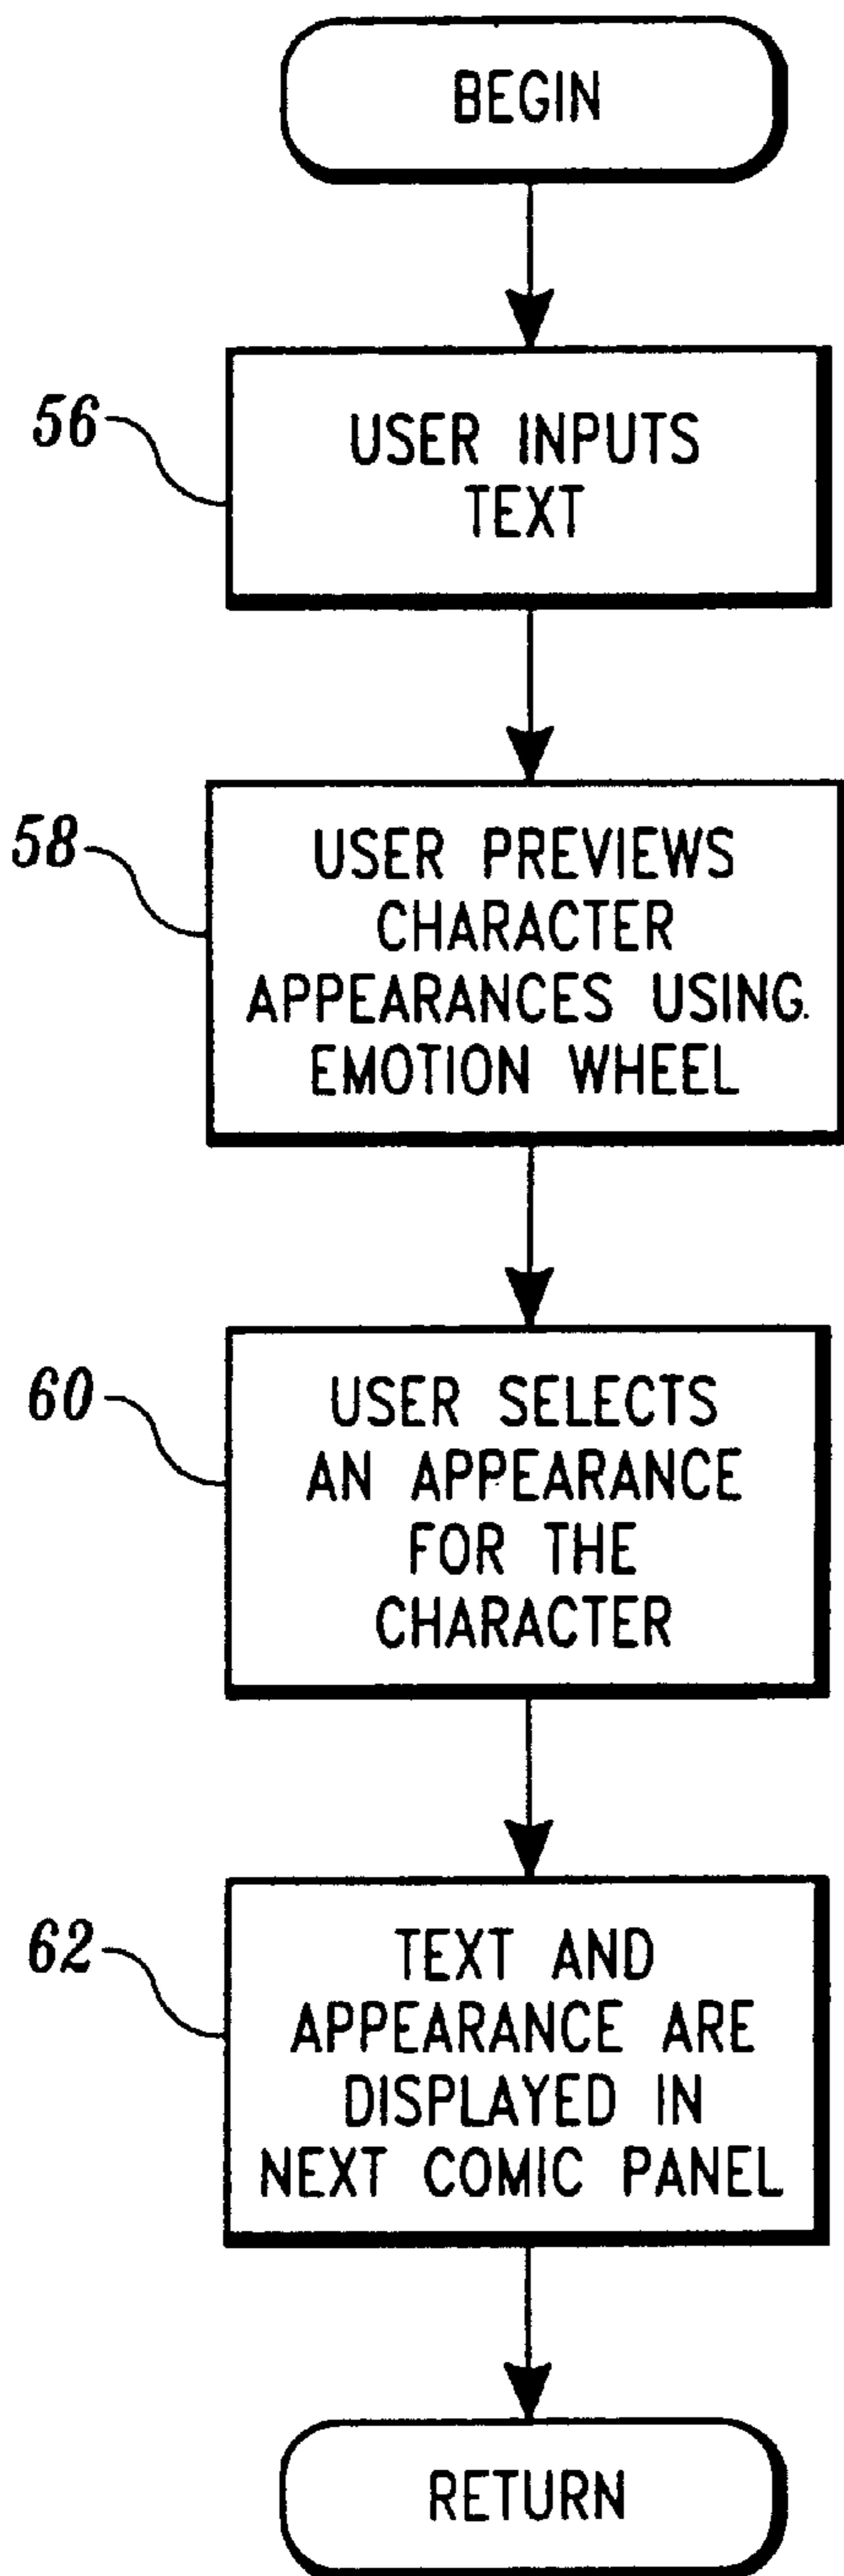 BEGIN
56
USER INPUTS
TEXT
58
USER PREVIEWS
CHARACTER
APPEARANCES USING.
EMOTION WHEEL
60
USER SELECTS
AN APPEARANCE
FOR THE
CHARACTER
62
TEXT AND
APPEARANCE ARE
DISPLAYED IN
NEXT COMIC PANEL
RETURN